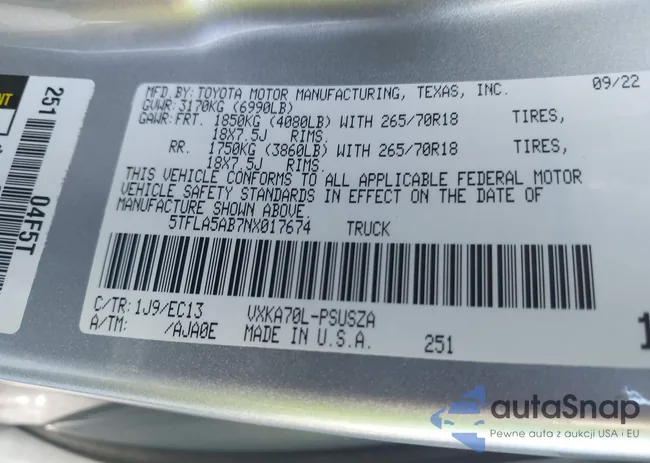 MFD.BY:TOYOTA MOTOR MANUFACTURING, TEXAS, INC. 09/22
GVWR:3170KG (6990LB)
GAWR:FRT. 1850KG (4080LB) WITH 265/70R18 TIRES,
18X7.5J RIMS.
RR. 1750KG (3860LB) WITH 265/70R18 TIRES,
18X7.5J RIMS.
THIS VEHICLE CONFORMS TO ALL APPLICABLE FEDERAL MOTOR
VEHICLE SAFETY STANDARDS IN EFFECT ON THE DATE OF
MANUFACTURE SHOWN ABOVE.
5TFLA5AB7NX017674 TRUCK
C/TR: 1J9/EC13 VXKA70L-PSUSZA
A/TM: /AJA0E MADE IN U.S.A. 251
251 04F5T
autaSnap
Pewne auta z aukcji USA i EU